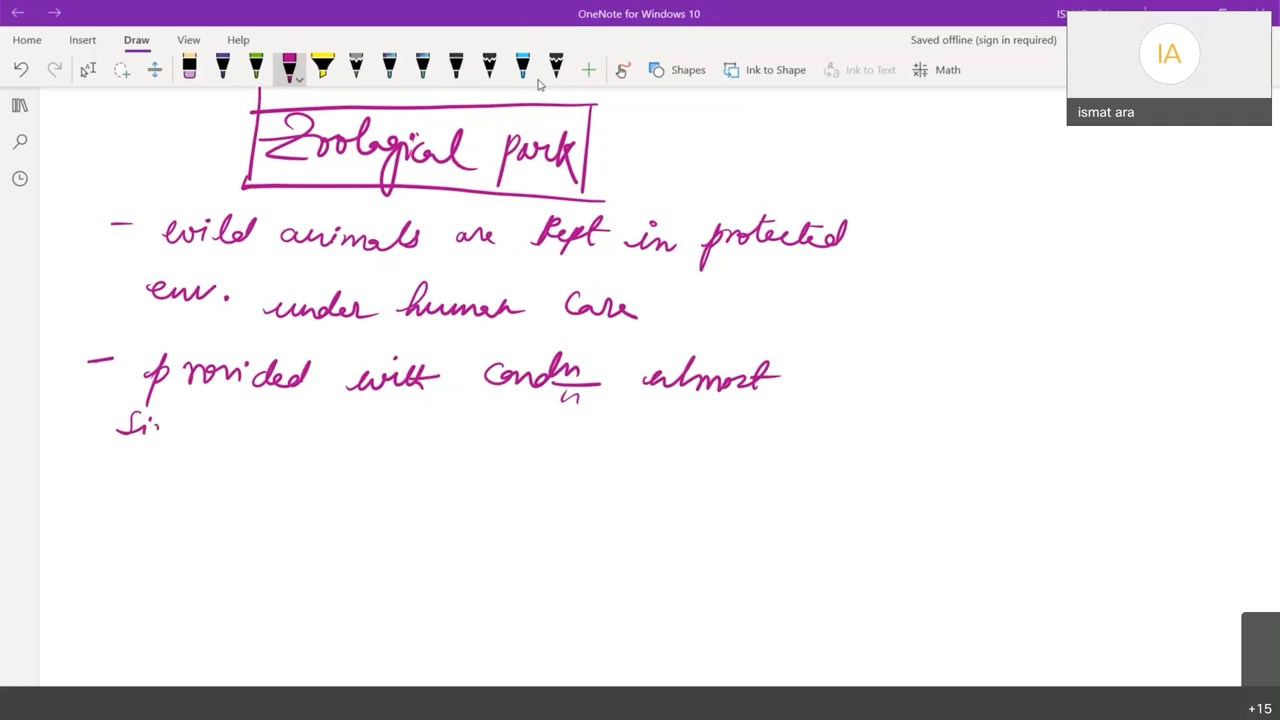 OneNote for Windows 10
Home Insert Draw View Help
Saved offline (sign in required)
Shapes Ink to Shape Ink to Text Math
IA
ismat ara
Zoological park
- wild animals are kept in protected
env. under human care
- provided with condn almost
Si
+15